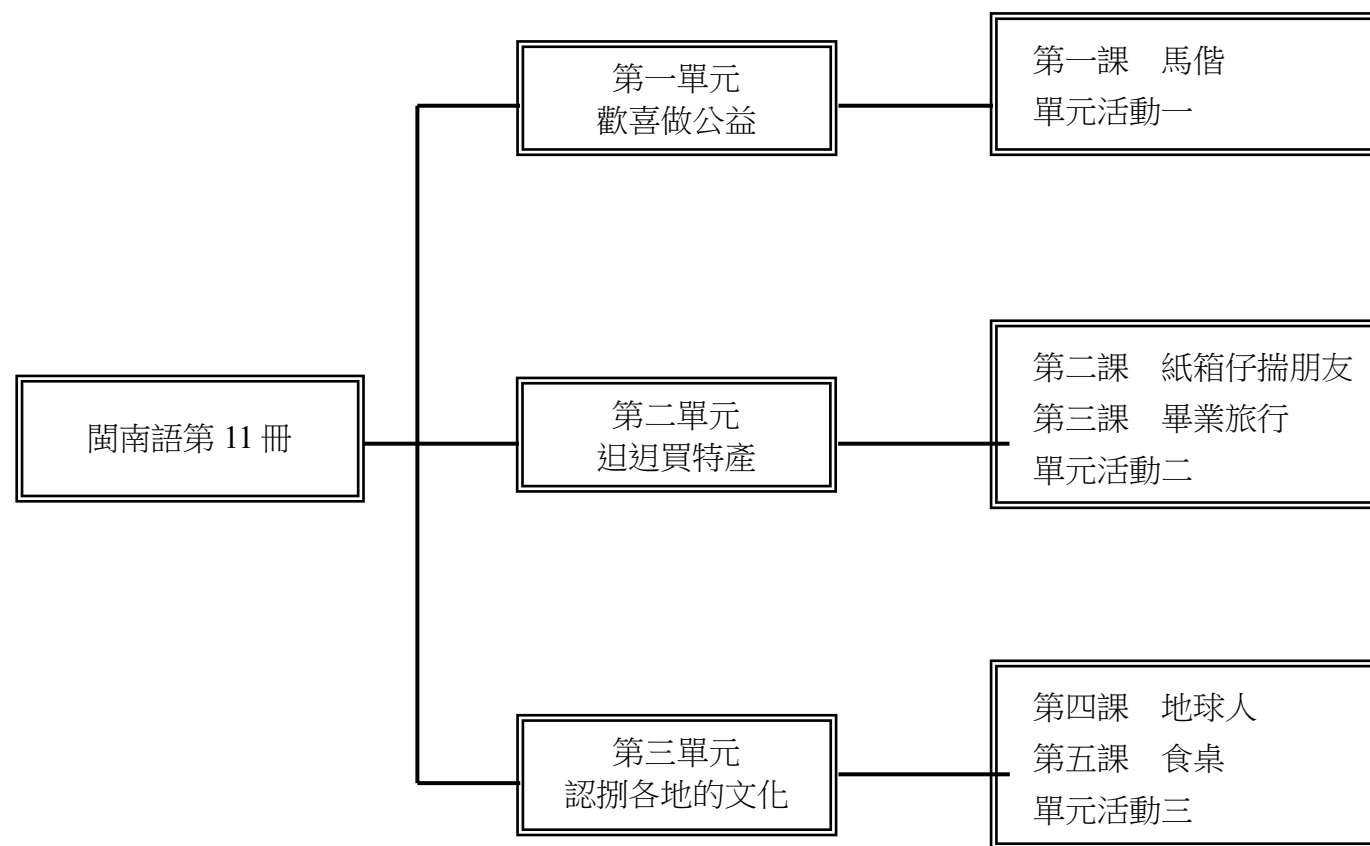 閩南語第 11 冊
第一單元
歡喜做公益
第一課　馬偕
單元活動一
第二單元
𨑨迌買特產
第二課　紙箱仔揣朋友
第三課　畢業旅行
單元活動二
第三單元
認捌各地的文化
第四課　地球人
第五課　食桌
單元活動三